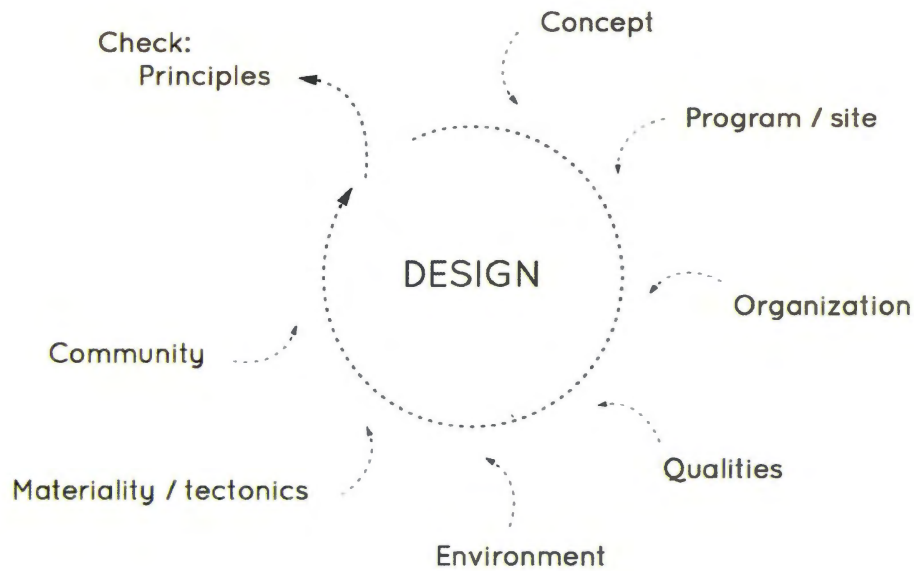 Concept
Check:
Principles
Program / site
DESIGN
Organization
Community
Qualities
Materiality / tectonics
Environment